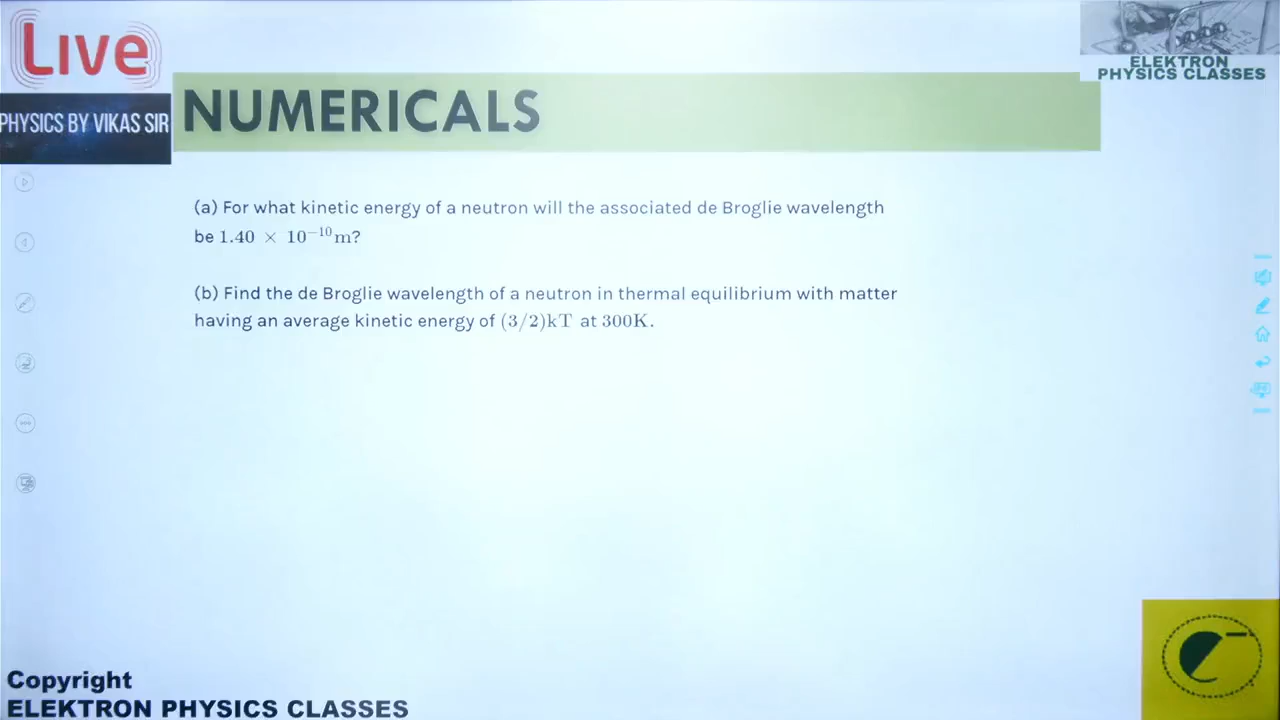 Live
ELEKTRON
PHYSICS CLASSES
PHYSICS BY VIKAS SIR
NUMERICALS
(a) For what kinetic energy of a neutron will the associated de Broglie wavelength
be 1.40 × 10⁻¹⁰m?
(b) Find the de Broglie wavelength of a neutron in thermal equilibrium with matter
having an average kinetic energy of (3/2)kT at 300K.
Copyright
ELEKTRON PHYSICS CLASSES